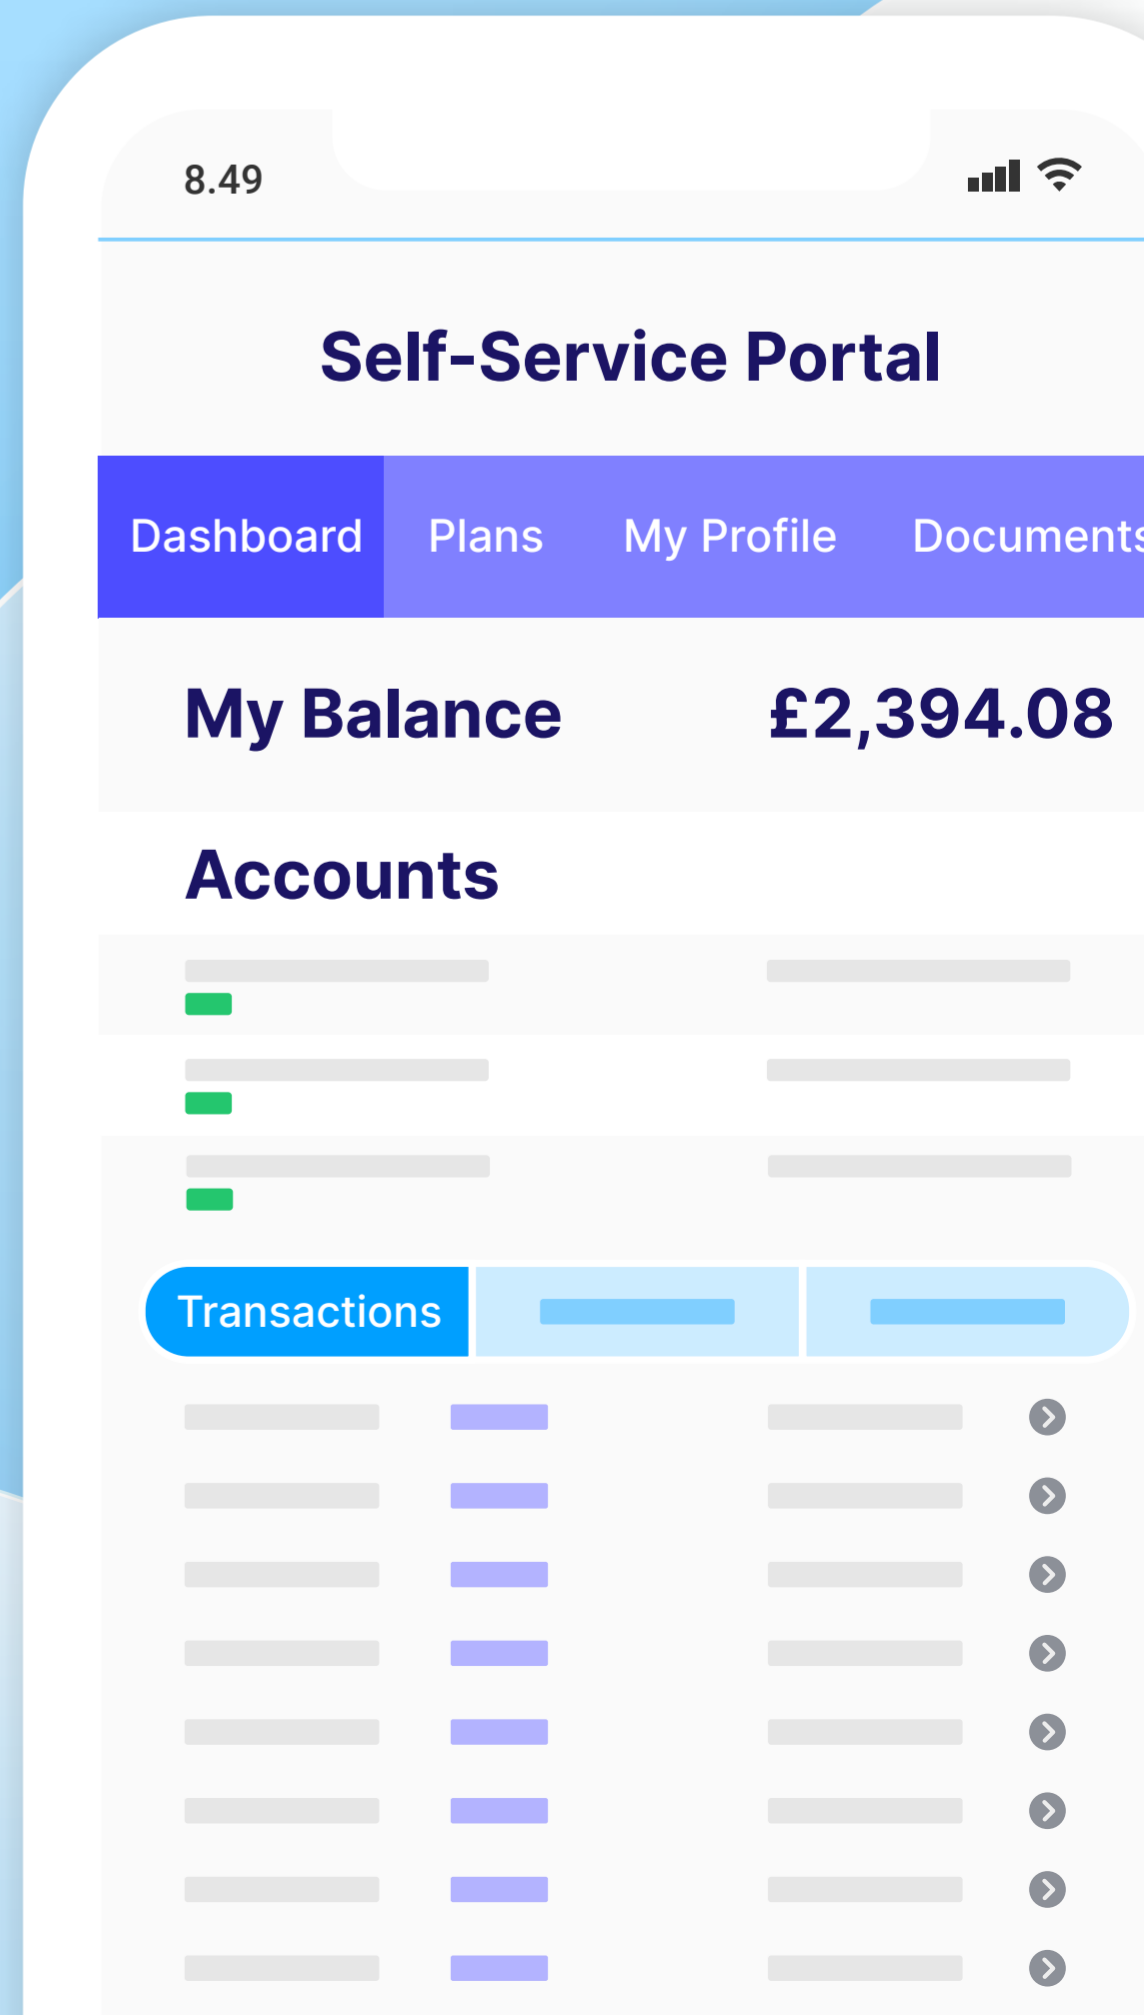 8.49
Self-Service Portal
Dashboard Plans My Profile Documents
My Balance £2,394.08
Accounts
Transactions